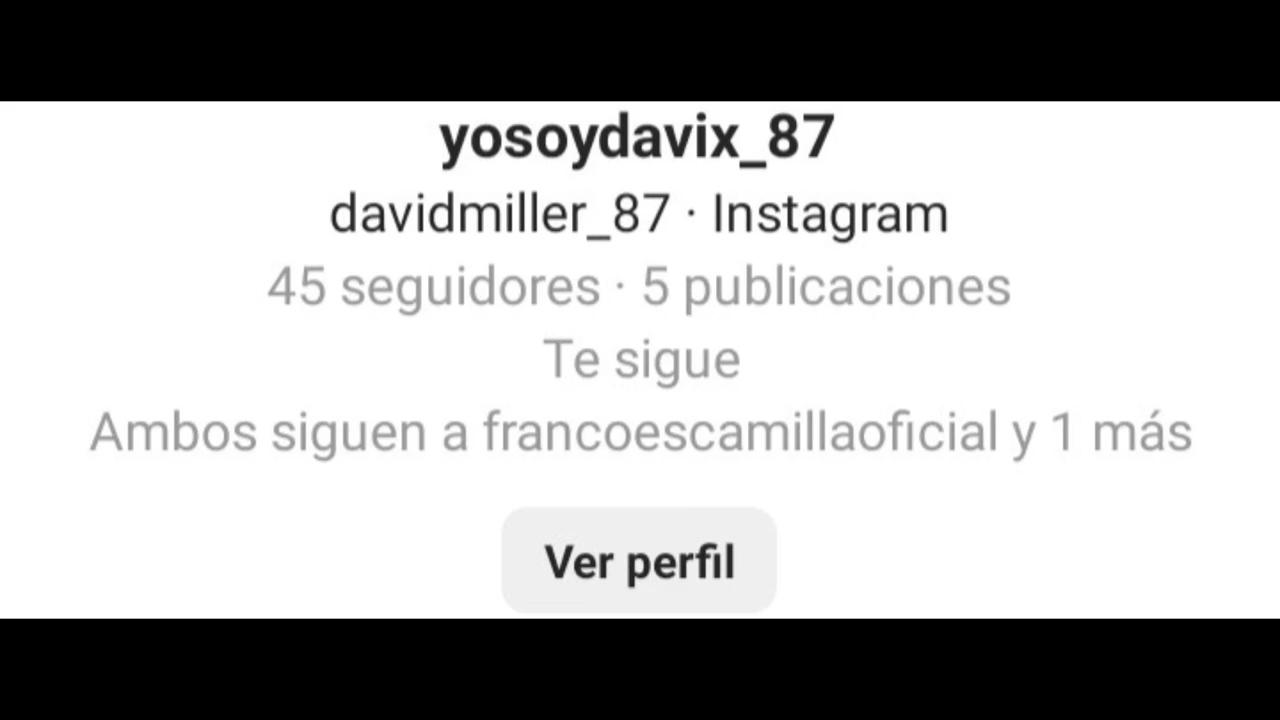 yosoydavix_87
davidmiller_87 · Instagram
45 seguidores · 5 publicaciones
Te sigue
Ambos siguen a francoescamillaoficial y 1 más
Ver perfil